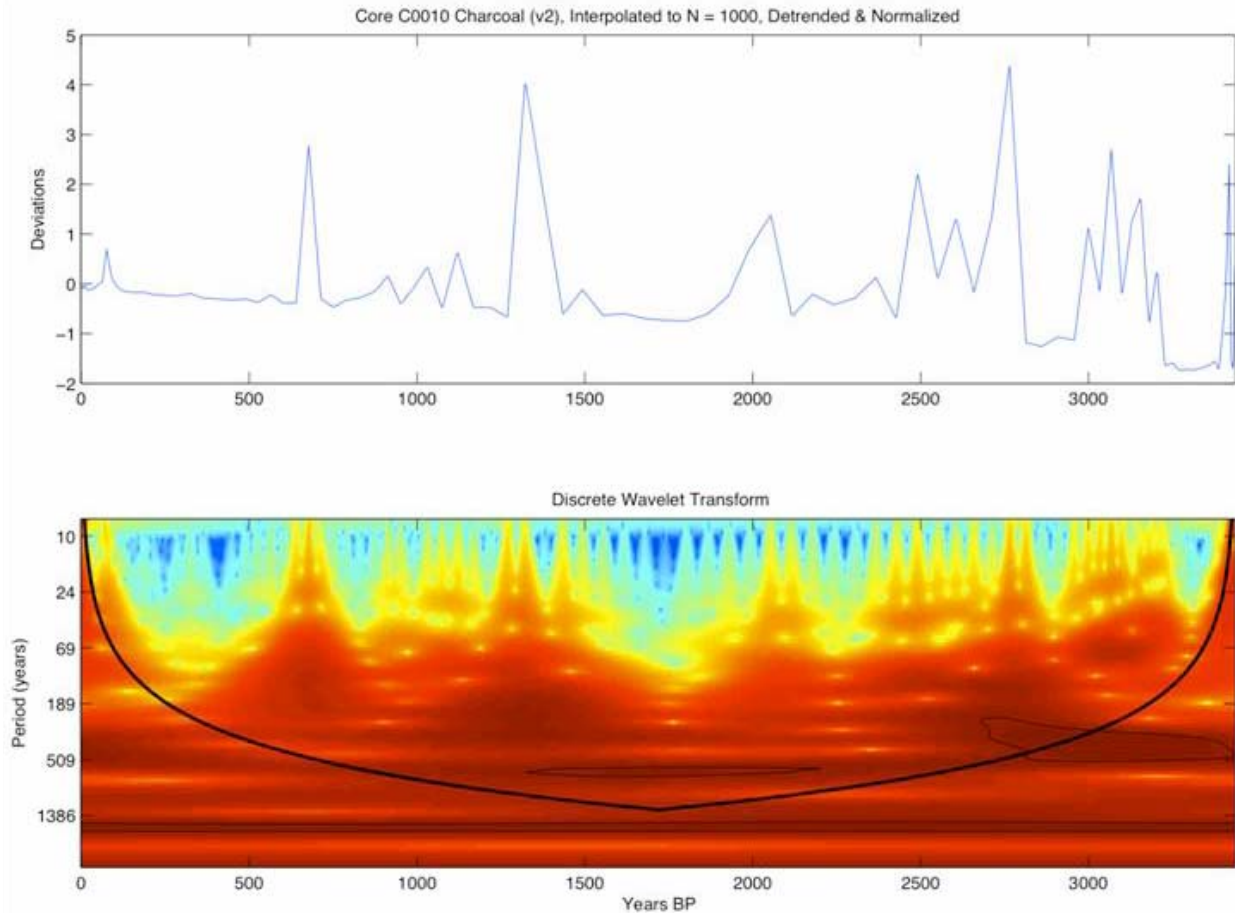 Core C0010 Charcoal (v2), Interpolated to N = 1000, Detrended & Normalized
5
4
3
2
1
0
−1
−2
Deviations
0 500 1000 1500 2000 2500 3000
Discrete Wavelet Transform
10
24
69
189
509
1386
Period (years)
0 500 1000 1500 2000 2500 3000
Years BP